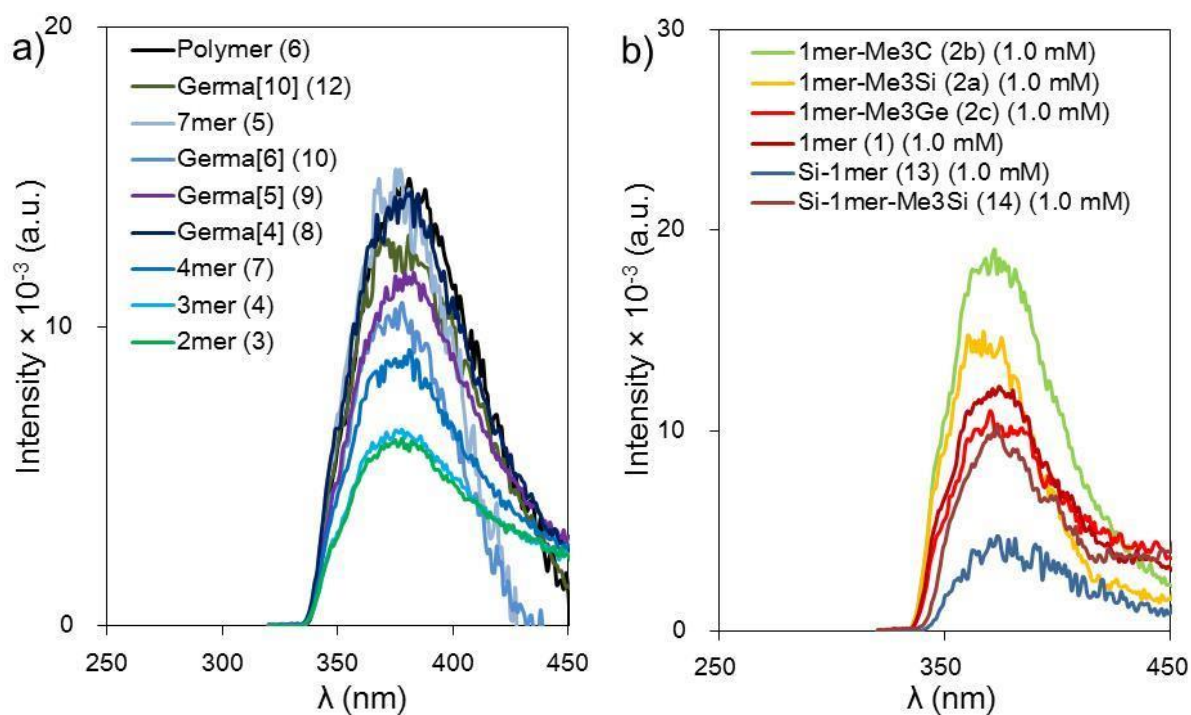 a)
20
10
0
Intensity × 10⁻³ (a.u.)
Polymer (6)
Germa[10] (12)
7mer (5)
Germa[6] (10)
Germa[5] (9)
Germa[4] (8)
4mer (7)
3mer (4)
2mer (3)
250 300 350 400 450
λ (nm)
b)
30
20
10
0
Intensity × 10⁻³ (a.u.)
1mer-Me3C (2b) (1.0 mM)
1mer-Me3Si (2a) (1.0 mM)
1mer-Me3Ge (2c) (1.0 mM)
1mer (1) (1.0 mM)
Si-1mer (13) (1.0 mM)
Si-1mer-Me3Si (14) (1.0 mM)
250 350 450
λ (nm)